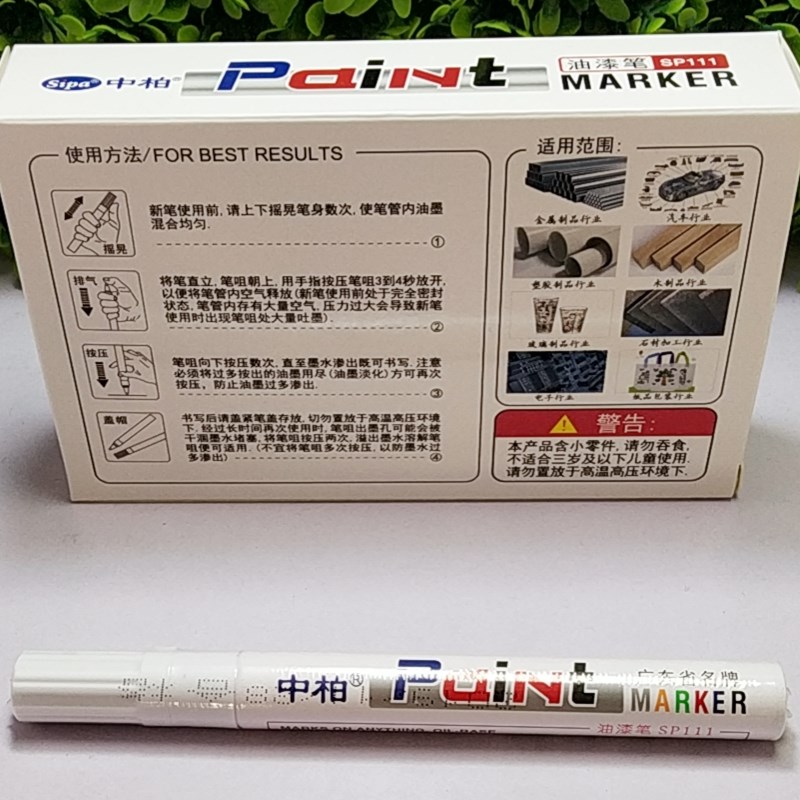 Sipa 中柏® Paint 油漆笔 SP111
MARKER
使用方法/FOR BEST RESULTS
摇晃
新笔使用前, 请上下摇晃笔身数次, 使笔管内油墨
混合均匀.
①
排气
将笔直立, 笔咀朝上, 用手指按压笔咀3到4秒放开,
以便将笔管内空气释放(新笔使用前处于完全密封
状态, 笔管内存有大量空气, 压力过大会导致新笔
使用时出现笔咀处大量吐墨).
②
按压
笔咀向下按压数次, 直至墨水渗出既可书写. 注意
必须将过多按出的油墨用尽 (油墨淡化) 方可再次
按压, 防止油墨过多渗出.
③
盖帽
书写后请盖紧笔盖存放, 切勿置放于高温高压环境
下. 经过长时间再次使用时, 笔咀出墨孔可能会被
干涸墨水堵塞, 将笔咀按压两次, 溢出墨水溶解笔
咀便可适用. (不宜将笔咀多次按压, 以防墨水过
多渗出)
④
适用范围:
金属制品行业
汽车行业
塑胶制品行业
木制品行业
玻璃制品行业
石材加工行业
电子行业
纸品包装行业
警告:
本产品含小零件, 请勿吞食,
不适合三岁及以下儿童使用.
请勿置放于高温高压环境下.
中柏® Paint 广东省名牌
MARKER
MARKS ON ANYTHING OIL-BASE
油漆笔 SP111